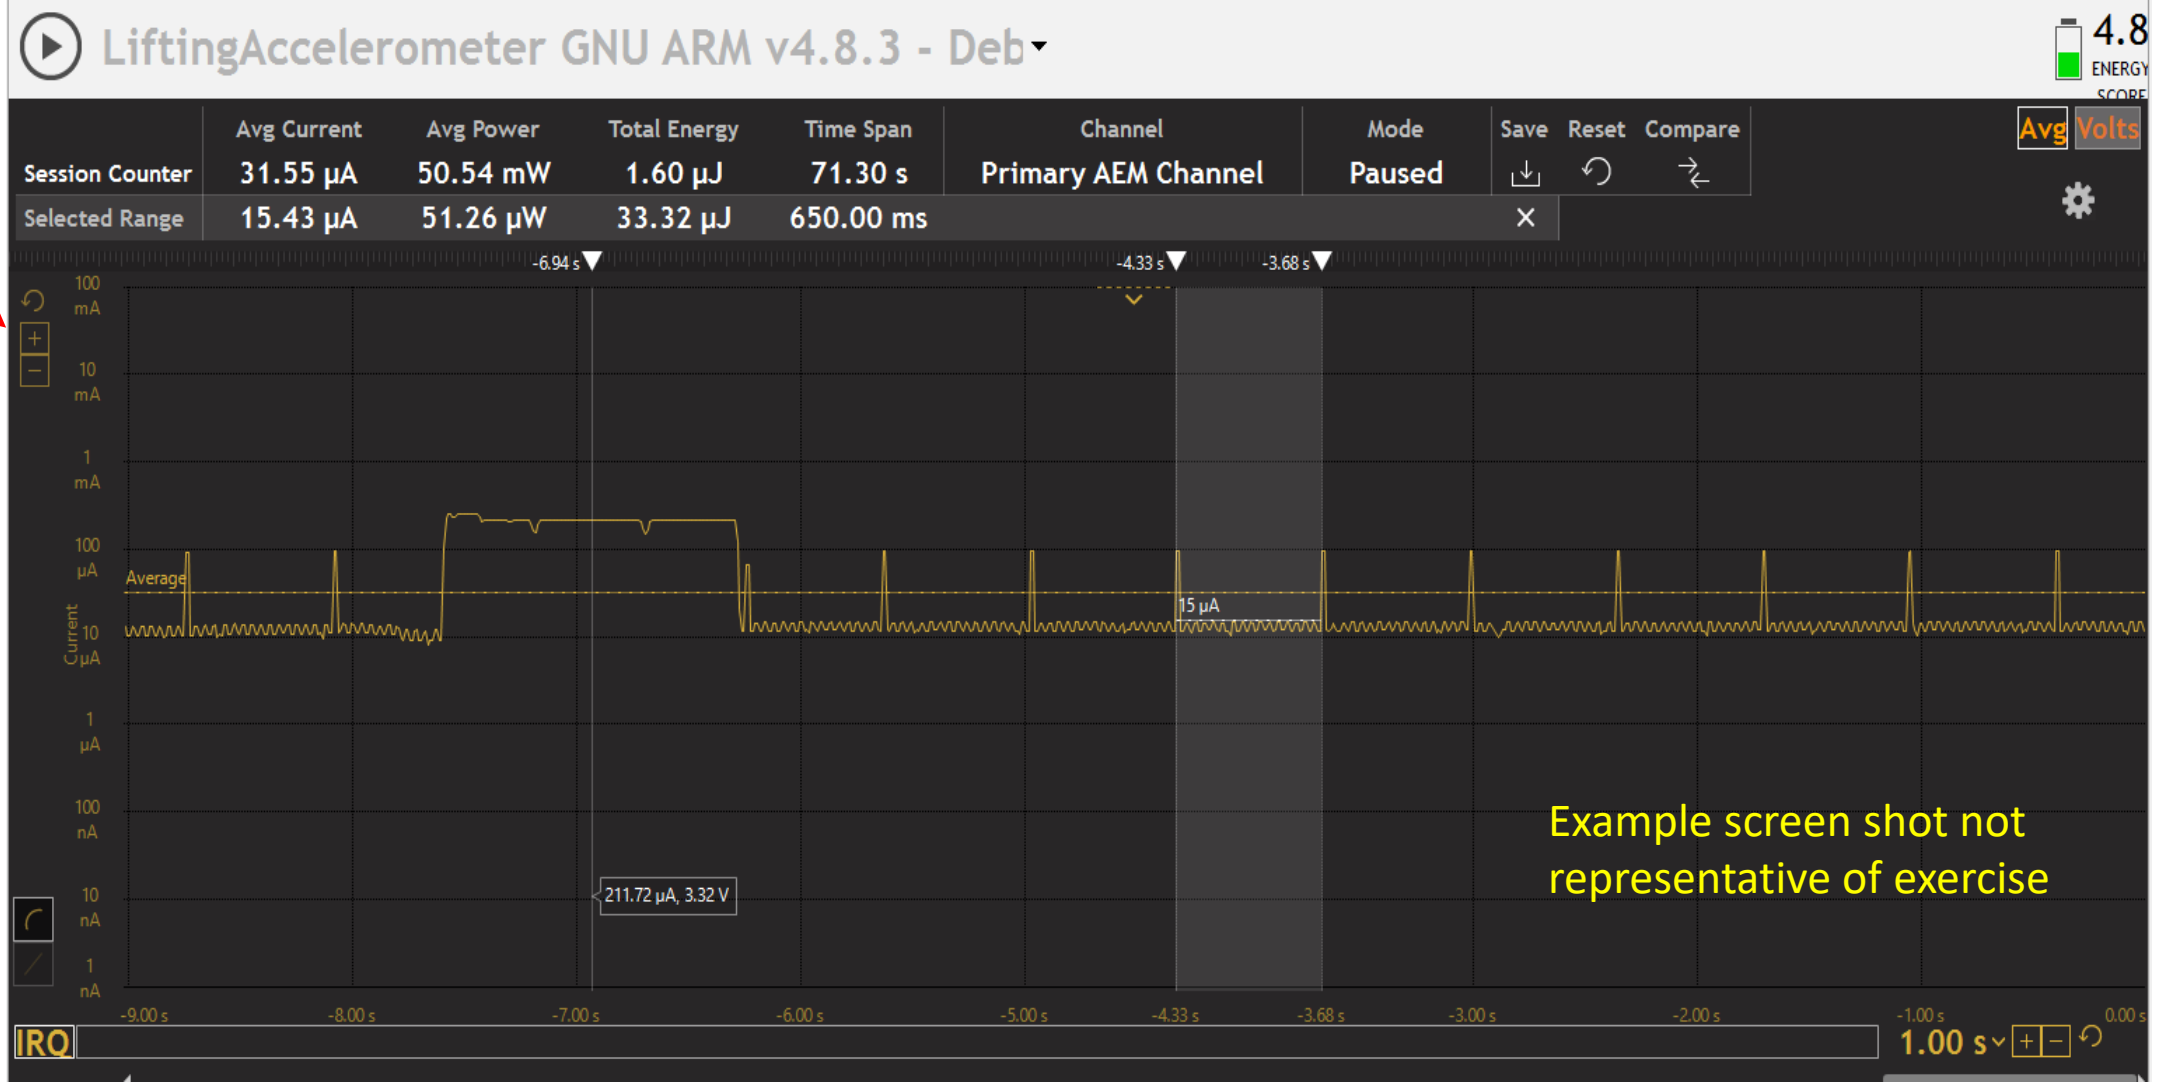 LiftingAccelerometer GNU ARM v4.8.3 - Deb
4.8
ENERGY
SCORE
Avg Current Avg Power Total Energy Time Span Channel Mode Save Reset Compare
Avg Volts
Session Counter 31.55 µA 50.54 mW 1.60 µJ 71.30 s Primary AEM Channel Paused
Selected Range 15.43 µA 51.26 µW 33.32 µJ 650.00 ms
-6.94 s -4.33 s -3.68 s
100
mA
10
mA
1
mA
100
µA
Average
15 µA
Current
10
µA
1
µA
100
nA
Example screen shot not
representative of exercise
10
nA
211.72 µA, 3.32 V
1
nA
-9.00 s -8.00 s -7.00 s -6.00 s -5.00 s -4.33 s -3.68 s -3.00 s -2.00 s -1.00 s 0.00 s
IRQ
1.00 s